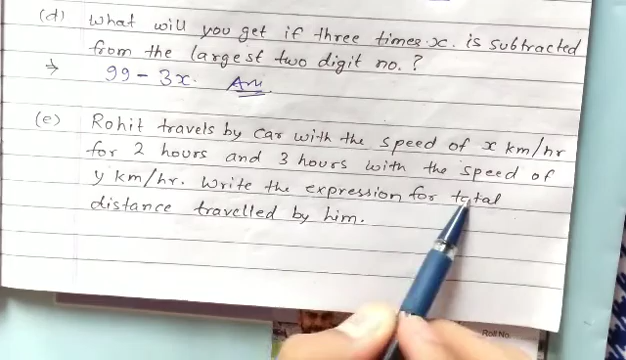 (d) What will you get if three times x. is subtracted
from the largest two digit no.?
→ 99 - 3x. Ans
(e) Rohit travels by car with the speed of x km/hr
for 2 hours and 3 hours with the speed of
y km/hr. Write the expression for total
distance travelled by him.
Roll No.